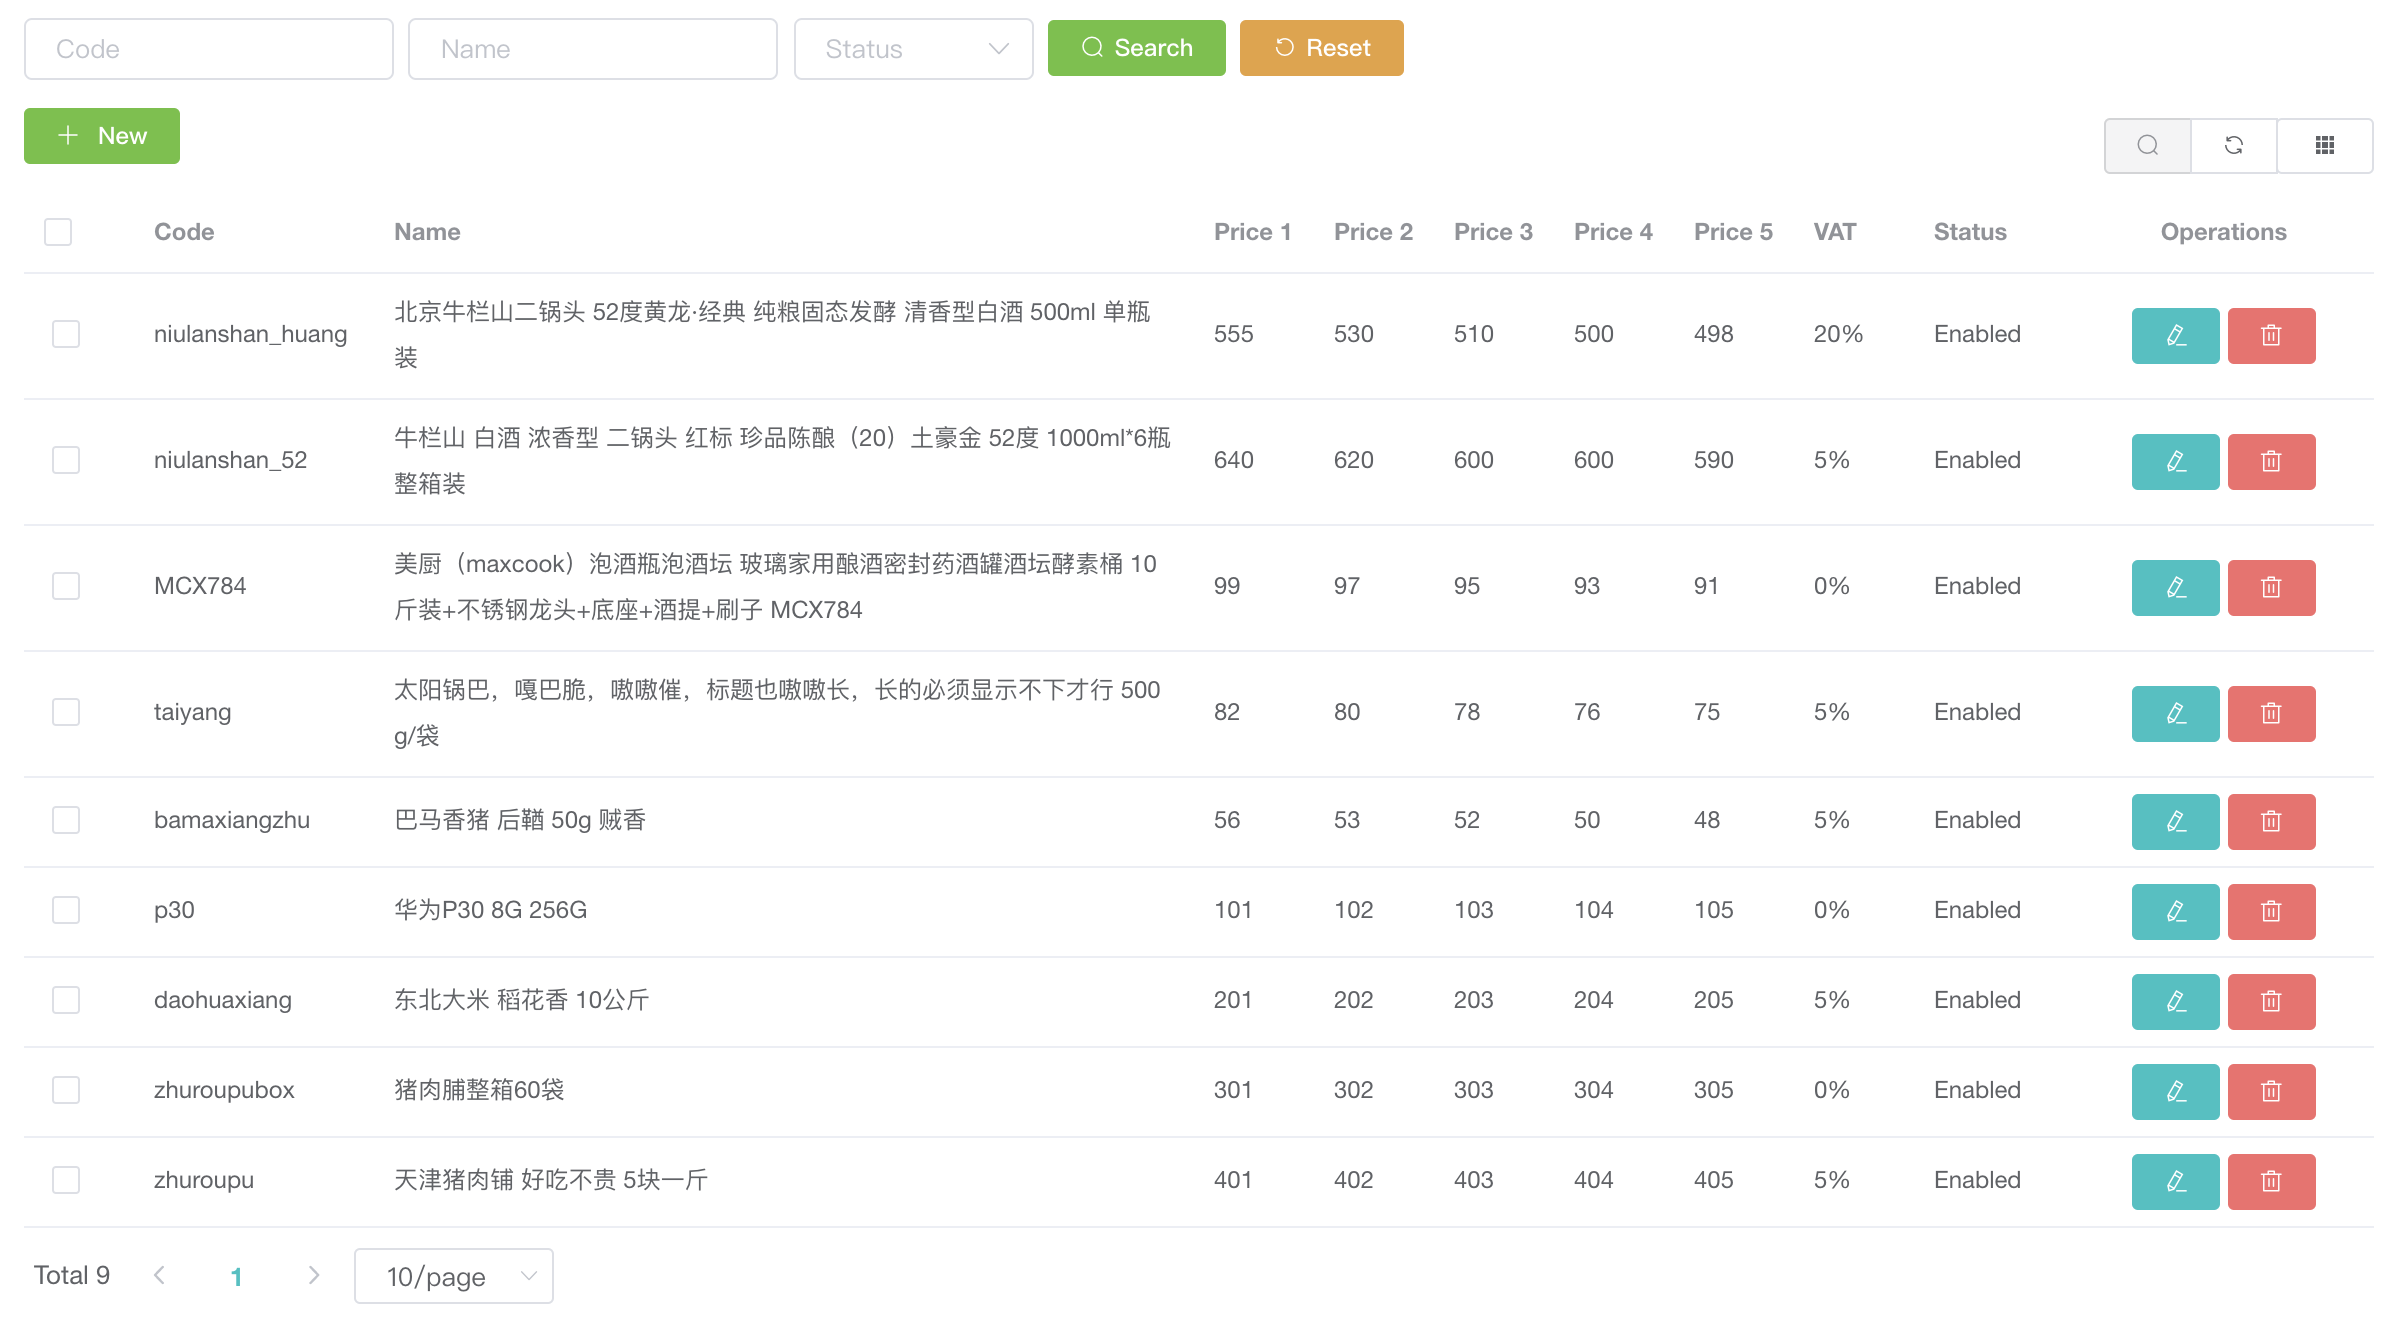 Code Name Status Search Reset
New
Code Name Price 1 Price 2 Price 3 Price 4 Price 5 VAT Status Operations
niulanshan_huang 北京牛栏山二锅头 52度黄龙·经典 纯粮固态发酵 清香型白酒 500ml 单瓶
装 555 530 510 500 498 20% Enabled
niulanshan_52 牛栏山 白酒 浓香型 二锅头 红标 珍品陈酿（20）土豪金 52度 1000ml*6瓶
整箱装 640 620 600 600 590 5% Enabled
MCX784 美厨（maxcook）泡酒瓶泡酒坛 玻璃家用酿酒密封药酒罐酒坛酵素桶 10
斤装+不锈钢龙头+底座+酒提+刷子 MCX784 99 97 95 93 91 0% Enabled
taiyang 太阳锅巴，嘎巴脆，嗷嗷催，标题也嗷嗷长，长的必须显示不下才行 500
g/袋 82 80 78 76 75 5% Enabled
bamaxiangzhu 巴马香猪 后鞧 50g 贼香 56 53 52 50 48 5% Enabled
p30 华为P30 8G 256G 101 102 103 104 105 0% Enabled
daohuaxiang 东北大米 稻花香 10公斤 201 202 203 204 205 5% Enabled
zhuroupubox 猪肉脯整箱60袋 301 302 303 304 305 0% Enabled
zhuroupu 天津猪肉铺 好吃不贵 5块一斤 401 402 403 404 405 5% Enabled
Total 9 1 10/page